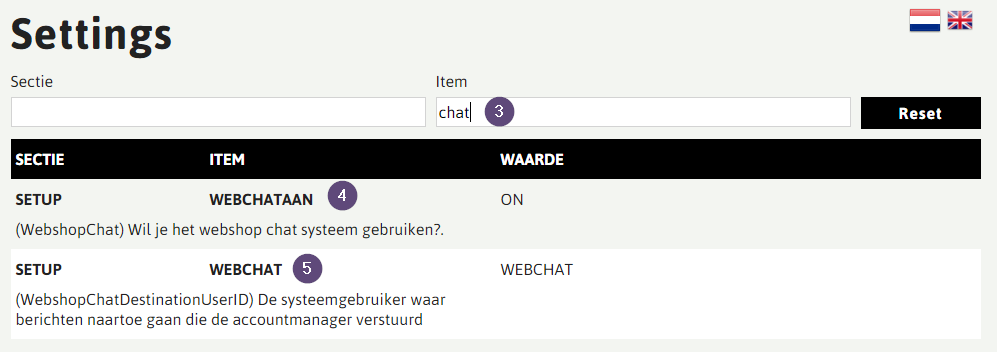 Settings
Sectie Item
chat 3 Reset
SECTIE ITEM WAARDE
SETUP WEBCHATAAN 4 ON
(WebshopChat) Wil je het webshop chat systeem gebruiken?.
SETUP WEBCHAT 5 WEBCHAT
(WebshopChatDestinationUserID) De systeemgebruiker waar
berichten naartoe gaan die de accountmanager verstuurd